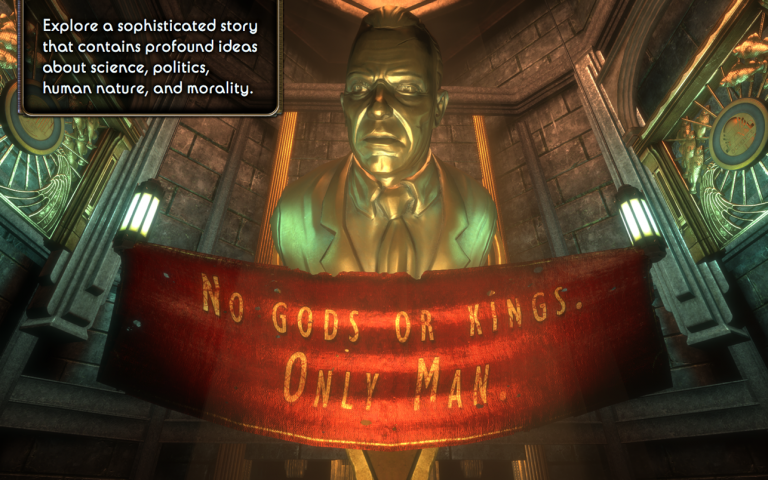 Explore a sophisticated story
that contains profound ideas
about science, politics,
human nature, and morality.
No gods or kings.
Only Man.